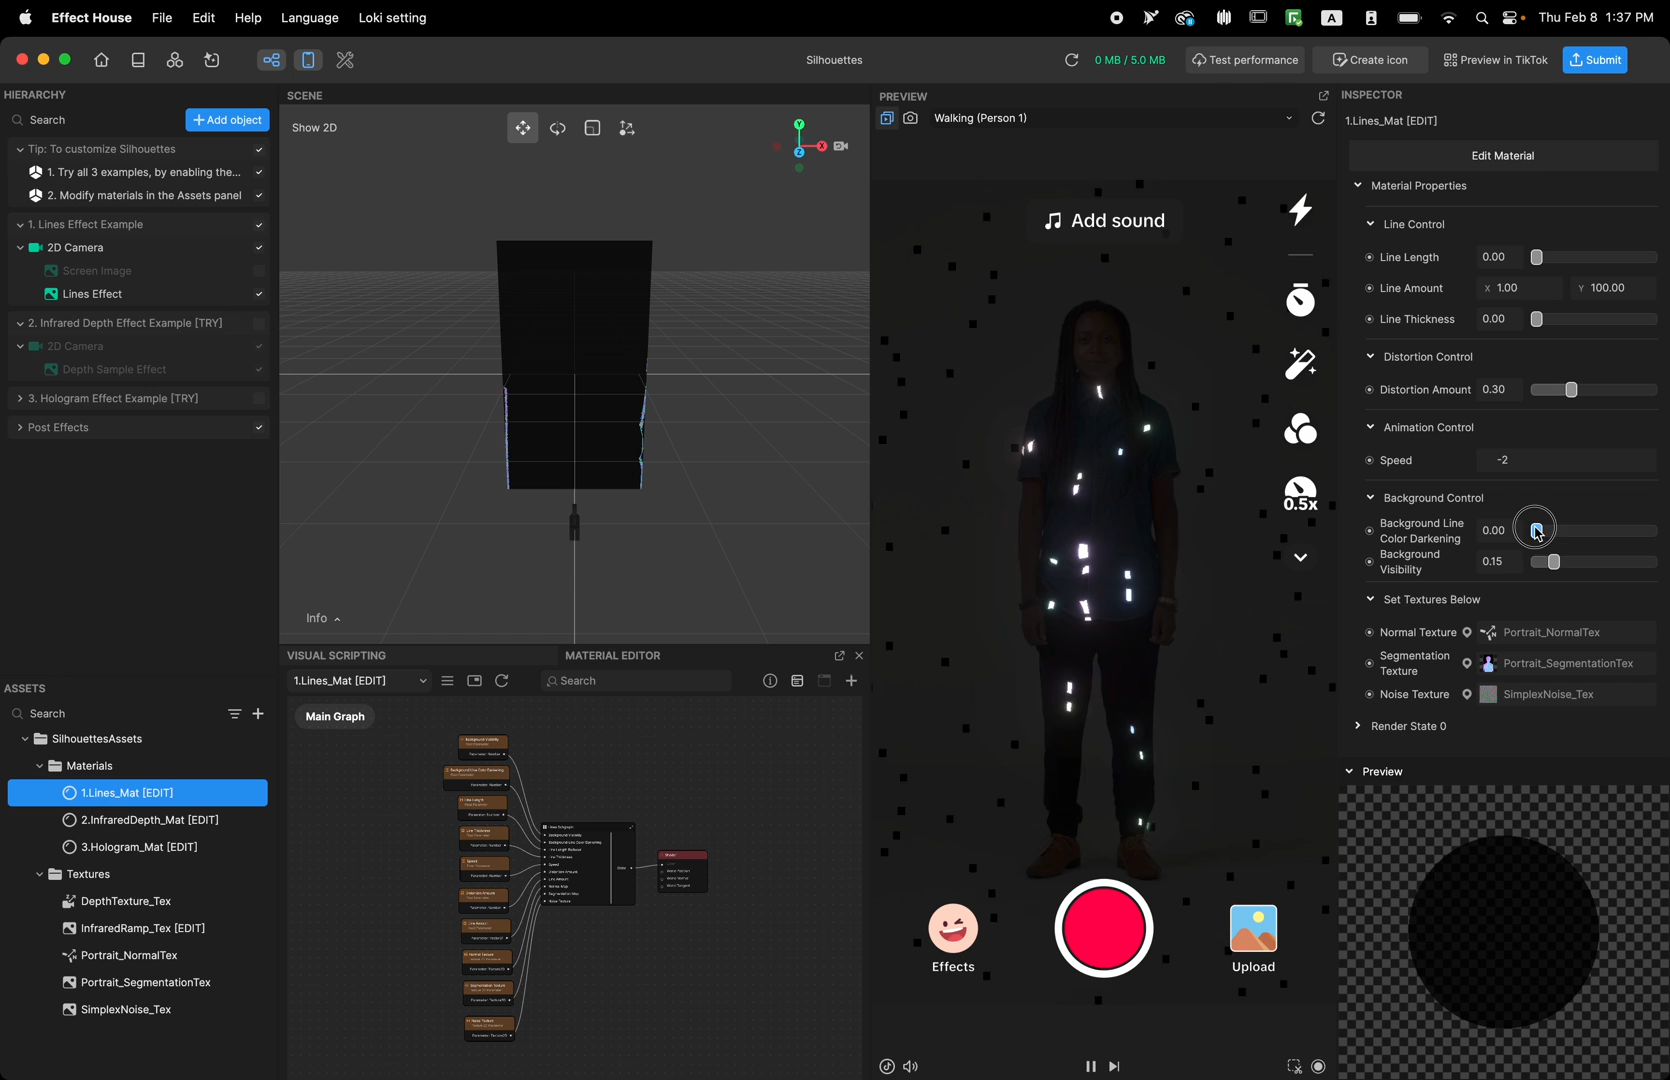 Effect House File Edit Help Language Loki setting
A Thu Feb 8 1:37 PM
Silhouettes
0 MB / 5.0 MB Test performance Create icon Preview in TikTok Submit
HIERARCHY
Search
+ Add object
Tip: To customize Silhouettes
1. Try all 3 examples, by enabling the...
2. Modify materials in the Assets panel
1. Lines Effect Example
2D Camera
Screen Image
Lines Effect
2. Infrared Depth Effect Example [TRY]
2D Camera
Depth Sample Effect
3. Hologram Effect Example [TRY]
Post Effects
ASSETS
Search
SilhouettesAssets
Materials
1.Lines_Mat [EDIT]
2.InfraredDepth_Mat [EDIT]
3.Hologram_Mat [EDIT]
Textures
DepthTexture_Tex
InfraredRamp_Tex [EDIT]
Portrait_NormalTex
Portrait_SegmentationTex
SimplexNoise_Tex
SCENE
Show 2D
Y
X
Z
Info
VISUAL SCRIPTING
MATERIAL EDITOR
1.Lines_Mat [EDIT]
Search
Main Graph
PREVIEW
Walking (Person 1)
Add sound
0.5x
Effects
Upload
INSPECTOR
1.Lines_Mat [EDIT]
Edit Material
Material Properties
Line Control
Line Length 0.00
Line Amount X 1.00 Y 100.00
Line Thickness 0.00
Distortion Control
Distortion Amount 0.30
Animation Control
Speed -2
Background Control
Background Line
Color Darkening 0.00
Background
Visibility 0.15
Set Textures Below
Normal Texture Portrait_NormalTex
Segmentation
Texture Portrait_SegmentationTex
Noise Texture SimplexNoise_Tex
Render State 0
Preview